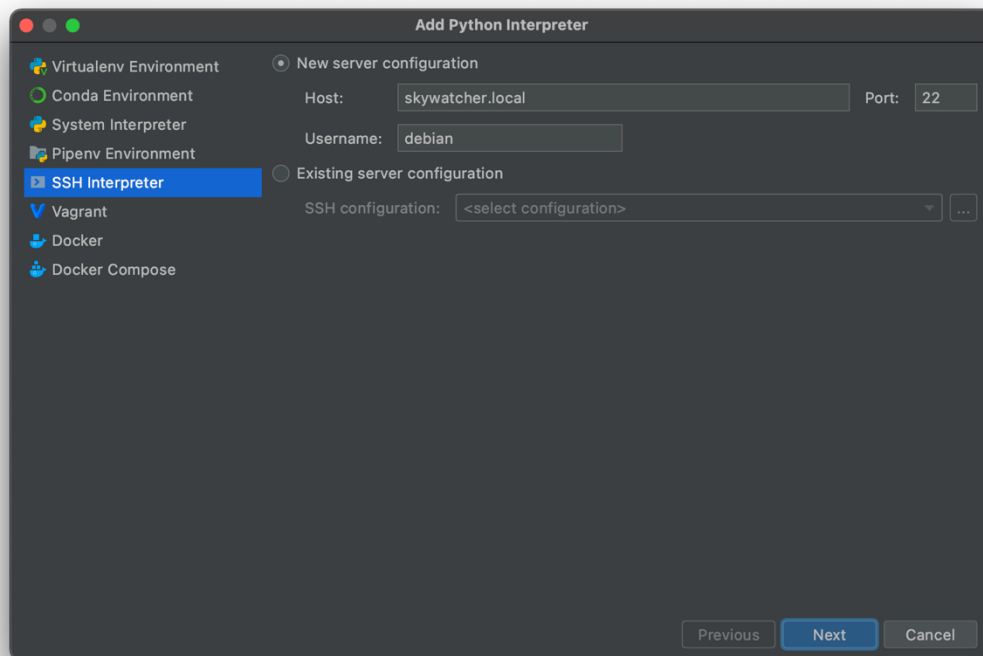 Add Python Interpreter
Virtualenv Environment
Conda Environment
System Interpreter
Pipenv Environment
SSH Interpreter
Vagrant
Docker
Docker Compose
New server configuration
Host: skywatcher.local Port: 22
Username: debian
Existing server configuration
SSH configuration: <select configuration> ...
Previous Next Cancel